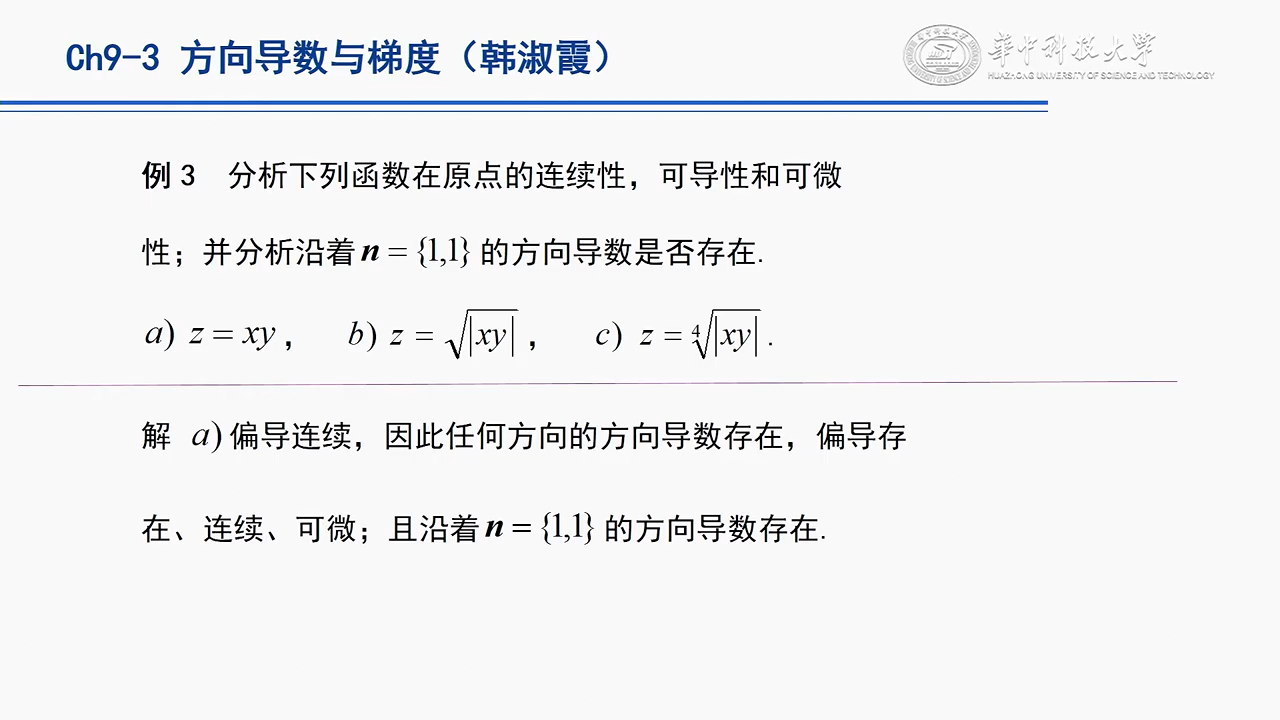 Ch9-3 方向导数与梯度（韩淑霞）
华中科技大学
HUAZHONG UNIVERSITY OF SCIENCE AND TECHNOLOGY
例 3 分析下列函数在原点的连续性，可导性和可微
性；并分析沿着 n = {1,1} 的方向导数是否存在.
a) z = xy， b) z = √|xy|， c) z = ∜|xy|.
解 a) 偏导连续，因此任何方向的方向导数存在，偏导存
在、连续、可微；且沿着 n = {1,1} 的方向导数存在.